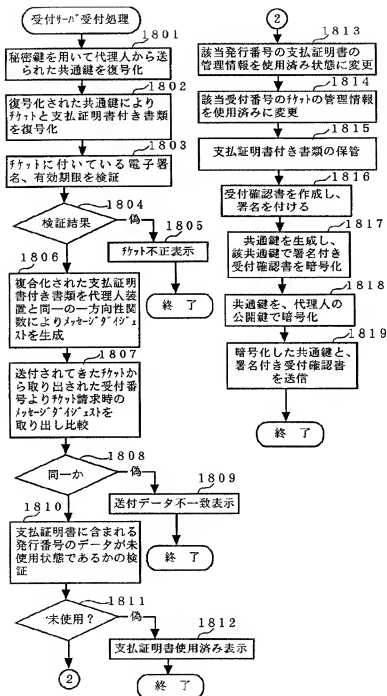 受付サーバ受付処理
1801
秘密鍵を用いて代理人から送
られた共通鍵を復号化
1802
復号化された共通鍵により
チケットと支払証明書付き書類
を復号化
1803
チケットに付いている電子署
名、有効期限を検証
1804
検証結果
偽
1805
チケット不正表示
終 了
1806
複合化された支払証明
書付き書類を代理人装
置と同一の一方向性関
数によりメッセージダイジェ
ストを生成
1807
送付されてきたチケットか
ら取り出された受付番
号よりチケット請求時の
メッセージダイジェストを
取り出し比較
1808
同一か
偽
1809
送付データ不一致表示
終 了
1810
支払証明書に含まれる
発行番号のデータが未
使用状態であるかの検
証
1811
未使用?
偽
1812
支払証明書使用済み表示
終 了
2
2
1813
該当発行番号の支払証明書の
管理情報を使用済み状態に変更
1814
該当受付番号のチケットの管理情報
を使用済みに変更
1815
支払証明書付き書類の保管
1816
受付確認書を作成し、
署名を付ける
1817
共通鍵を生成し、
該共通鍵で署名付き
受付確認書を暗号化
1818
共通鍵を、代理人の
公開鍵で暗号化
1819
暗号化した共通鍵と、
署名付き受付確認書
を送信
終 了